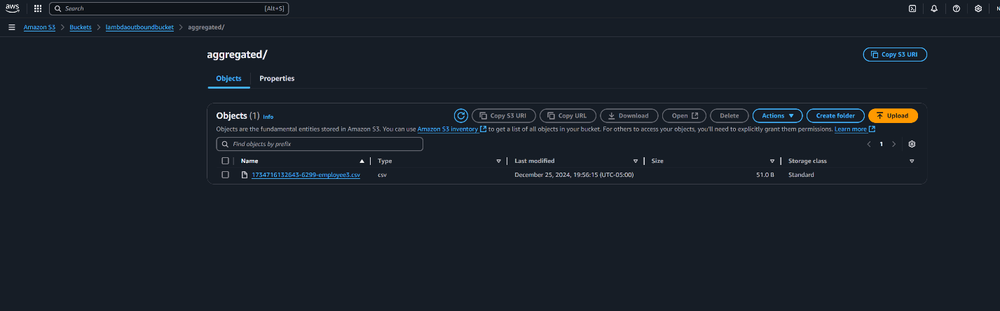 aws Search [Alt+S] N
Amazon S3 > Buckets > lambdaoutboundbucket > aggregated/
aggregated/ Copy S3 URI
Objects Properties
Objects (1) Info Copy S3 URI Copy URL Download Open Delete Actions Create folder Upload
Objects are the fundamental entities stored in Amazon S3. You can use Amazon S3 inventory to get a list of all objects in your bucket. For others to access your objects, you'll need to explicitly grant them permissions. Learn more
Find objects by prefix 1
Name Type Last modified Size Storage class
1734716132643-6299-employee3.csv csv December 25, 2024, 19:56:15 (UTC-05:00) 51.0 B Standard